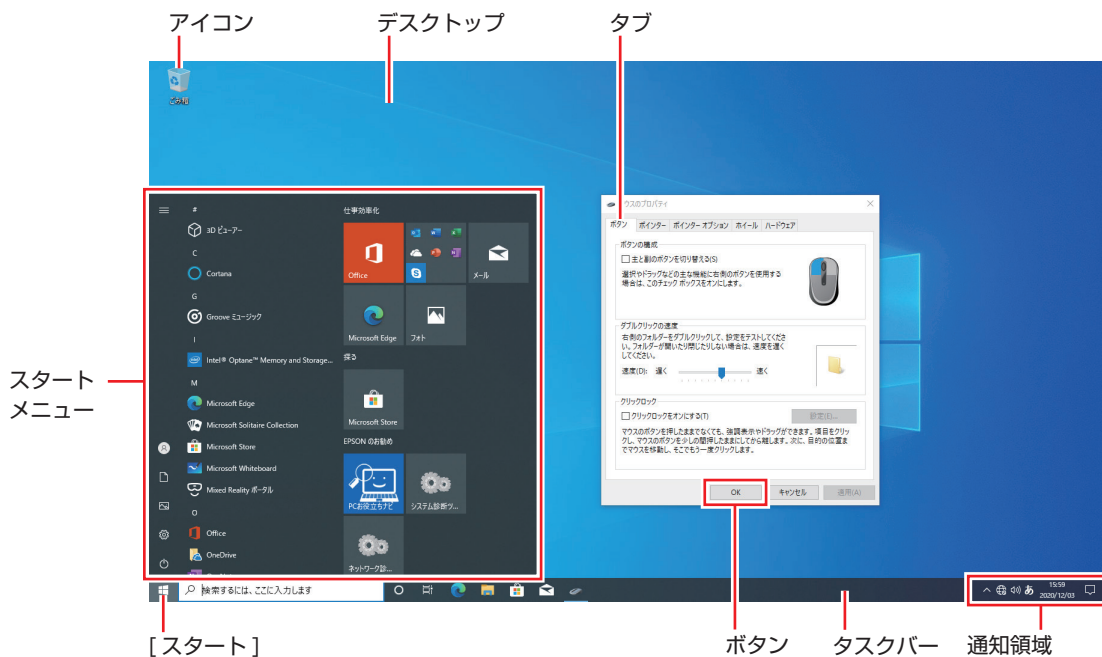 アイコン
デスクトップ
タブ
ごみ箱
スタート
メニュー
#
3D ビューアー
C
Cortana
G
Groove ミュージック
I
Intel® Optane™ Memory and Storage...
M
Microsoft Edge
Microsoft Solitaire Collection
Microsoft Store
Microsoft Whiteboard
Mixed Reality ポータル
O
Office
OneDrive
仕事効率化
Office
メール
Microsoft Edge
フォト
探る
Microsoft Store
EPSON のお勧め
PCお役立ちナビ
システム診断ツ...
ネットワーク診...
ウスのプロパティ
ボタン ポインター ポインター オプション ホイール ハードウェア
ボタンの構成
主と副のボタンを切り替える(S)
選択やドラッグなどの主な機能に右側のボタンを使用する
場合は、このチェック ボックスをオンにします。
ダブルクリックの速度
右側のフォルダーをダブルクリックして、設定をテストしてくださ
い。フォルダーが開いたり閉じたりしない場合は、速度を遅く
してください。
速度(D): 遅く 速く
クリックロック
クリックロックをオンにする(T)
設定(E)...
マウスのボタンを押したままでなくても、強調表示やドラッグができます。項目をクリッ
クし、マウスのボタンを少しの間押したままにしてから離します。次に、目的の位置ま
でマウスを移動し、そこでもう一度クリックします。
OK キャンセル 適用(A)
検索するには、ここに入力します
あ
15:59
2020/12/03
[スタート]
ボタン
タスクバー
通知領域